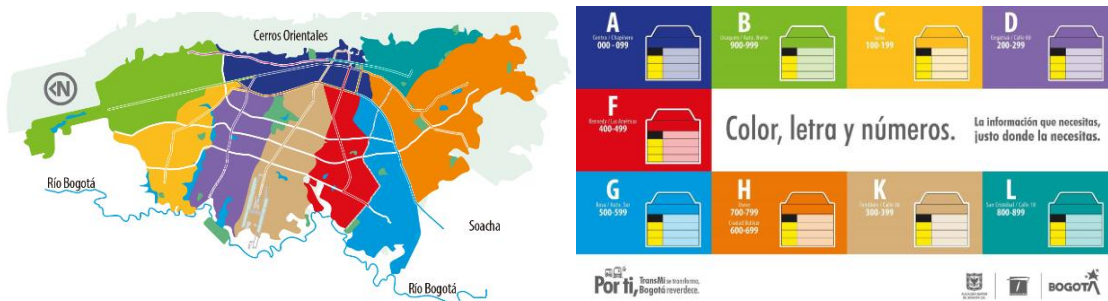 Cerros Orientales
N
Río Bogotá
Soacha
Río Bogotá
A
Centro / Chapinero
000 - 099
B
900-999
C
Suba
100-199
D
Engativá / Calle 80
200-299
F
Kennedy / Las Américas
400-499
Color, letra y números.
La información que necesitas,
justo donde la necesitas.
G
Bosa / Auto. Sur
500-599
H
Usme
700-799
Ciudad Bolívar
600-699
K
Fontibón / Calle 26
300-399
L
San Cristóbal / Calle 10
800-899
Por ti,
TransMi se transforma,
Bogotá reverdece.
BOGOTÁ